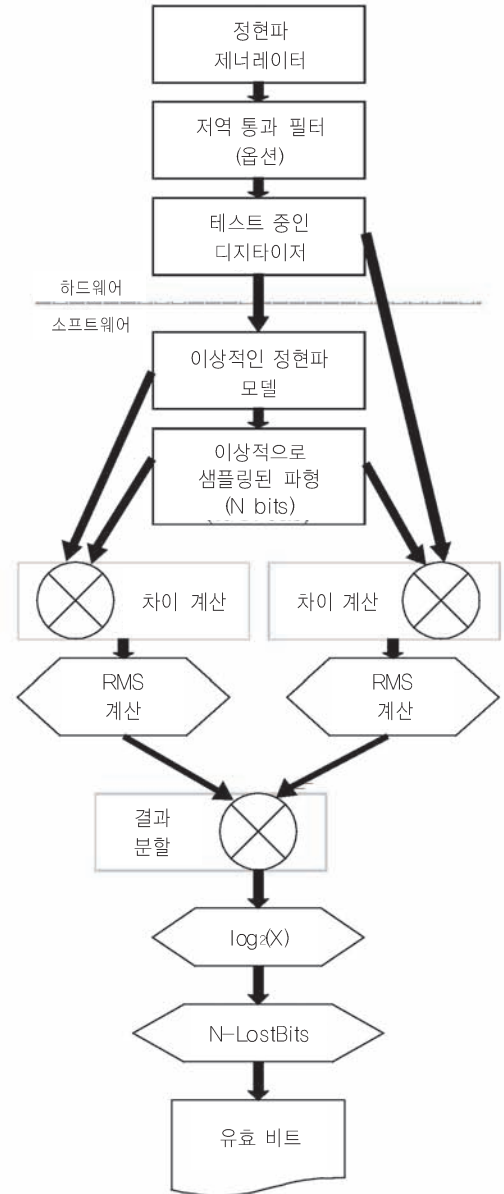 정현파
제너레이터
저역 통과 필터
(옵션)
테스트 중인
디지타이저
하드웨어
소프트웨어
이상적인 정현파
모델
이상적으로
샘플링된 파형
(N bits)
차이 계산
차이 계산
RMS
계산
RMS
계산
결과
분할
log₂(X)
N-LostBits
유효 비트